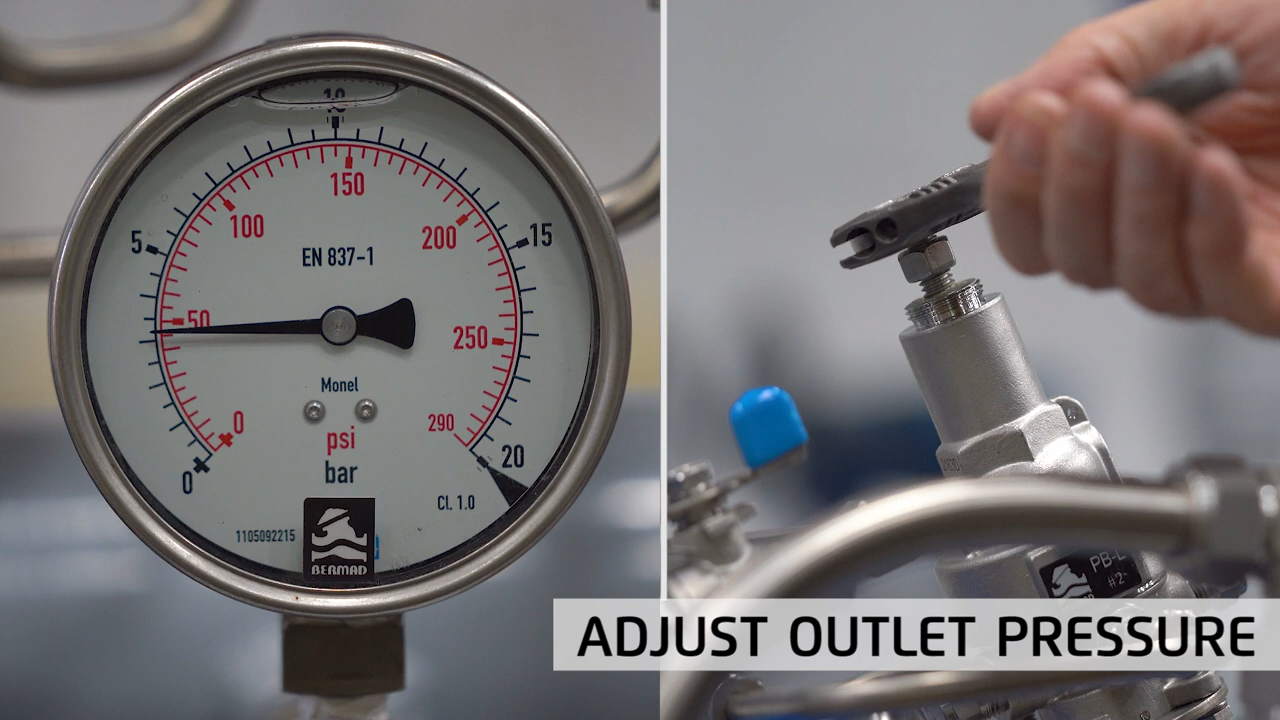 10
150
100
200
5
15
EN 837-1
50
250
Monel
0
290
psi
20
0
bar
Cl. 1.0
1105092215
BERMAD
#2
ADJUST OUTLET PRESSURE